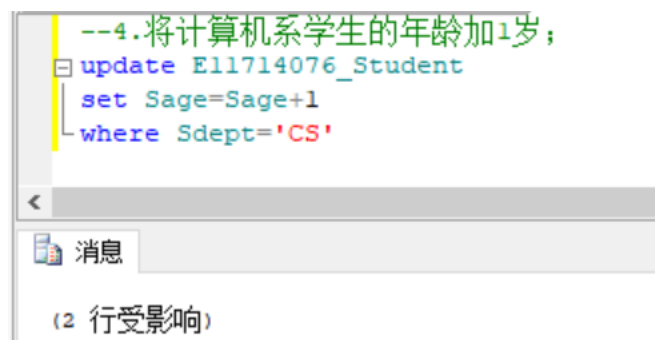 --4.将计算机系学生的年龄加1岁;
update E11714076_Student
set Sage=Sage+1
where Sdept='CS'
消息
(2 行受影响)